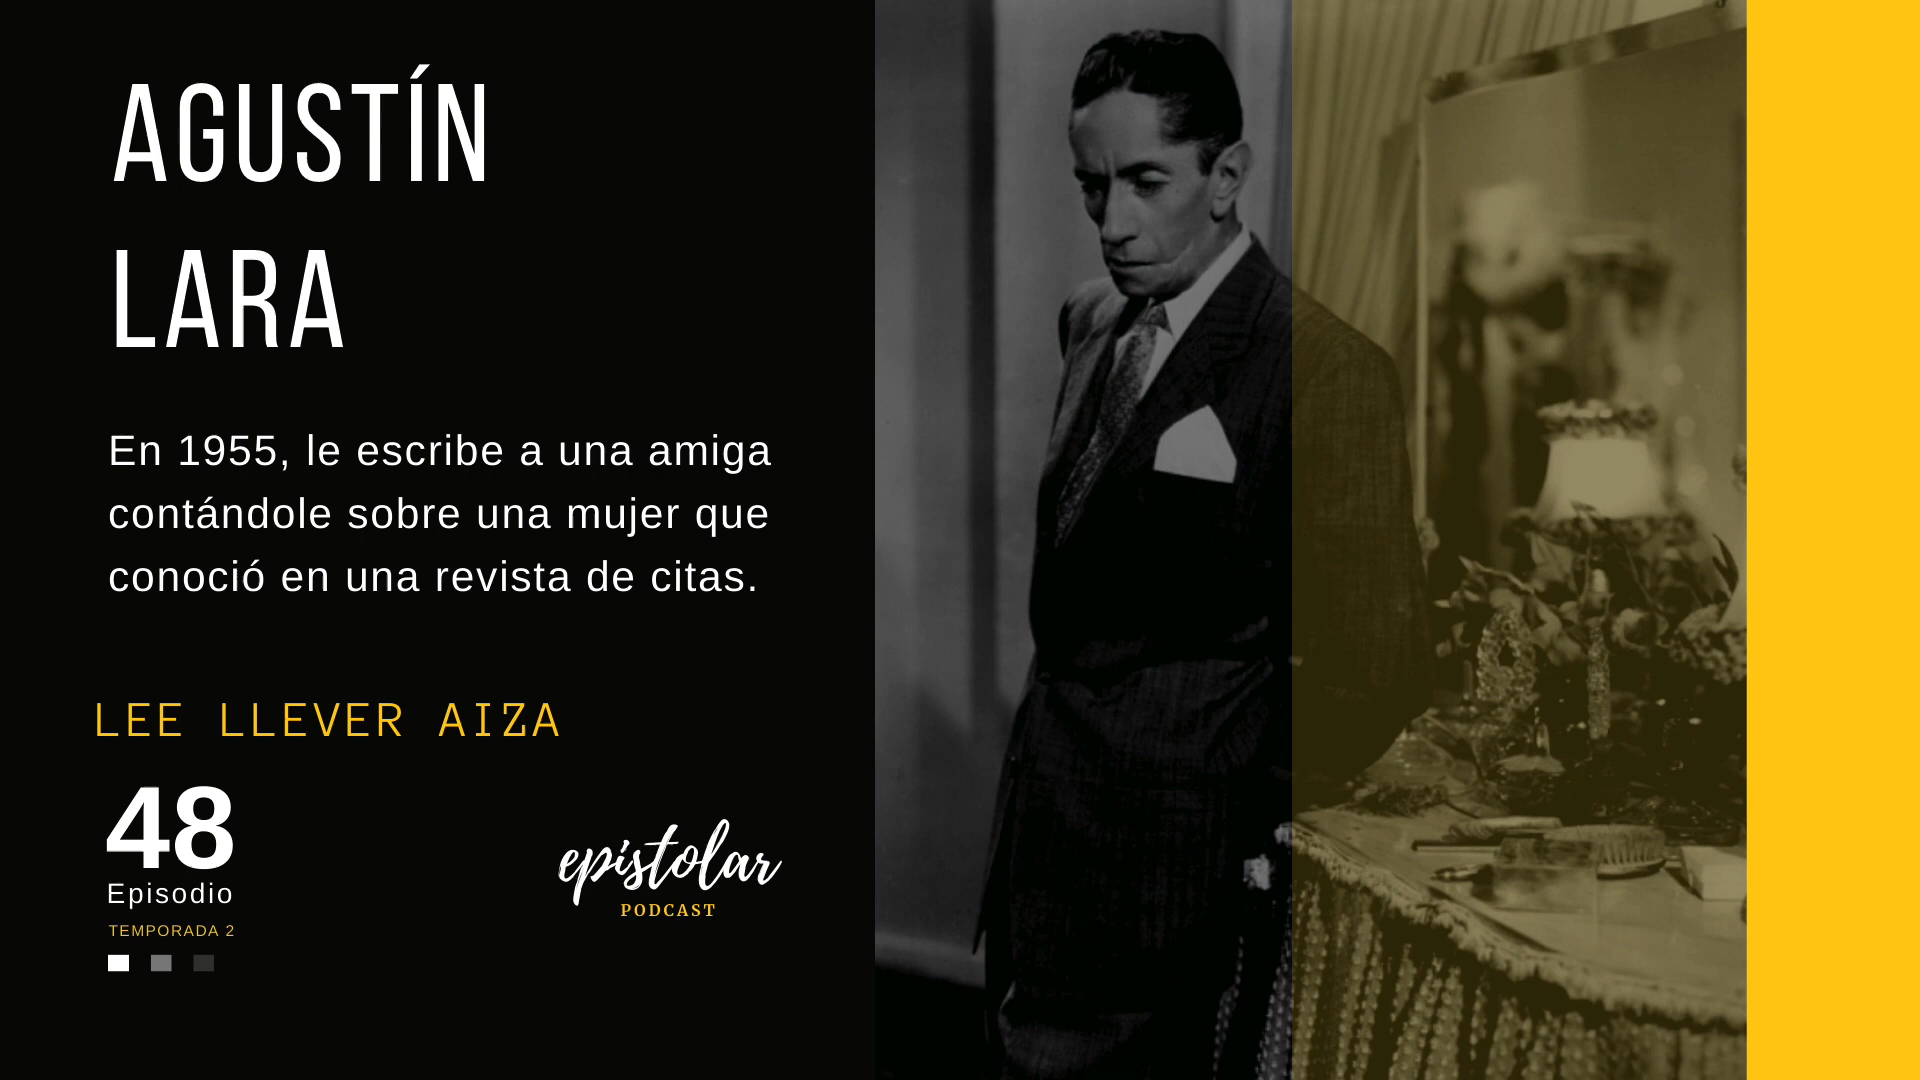 AGUSTÍN
LARA
En 1955, le escribe a una amiga
contándole sobre una mujer que
conoció en una revista de citas.
LEE LLEVER AIZA
48
Episodio
TEMPORADA 2
epistolar
PODCAST